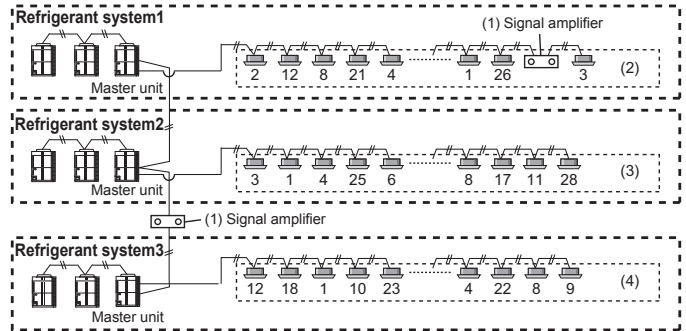 Refrigerant system1
(1) Signal amplifier
2 12 8 21 4 1 26 3 (2)
Master unit
Refrigerant system2
3 1 4 25 6 8 17 11 28 (3)
Master unit
(1) Signal amplifier
Refrigerant system3
12 18 1 10 23 4 22 8 9 (4)
Master unit